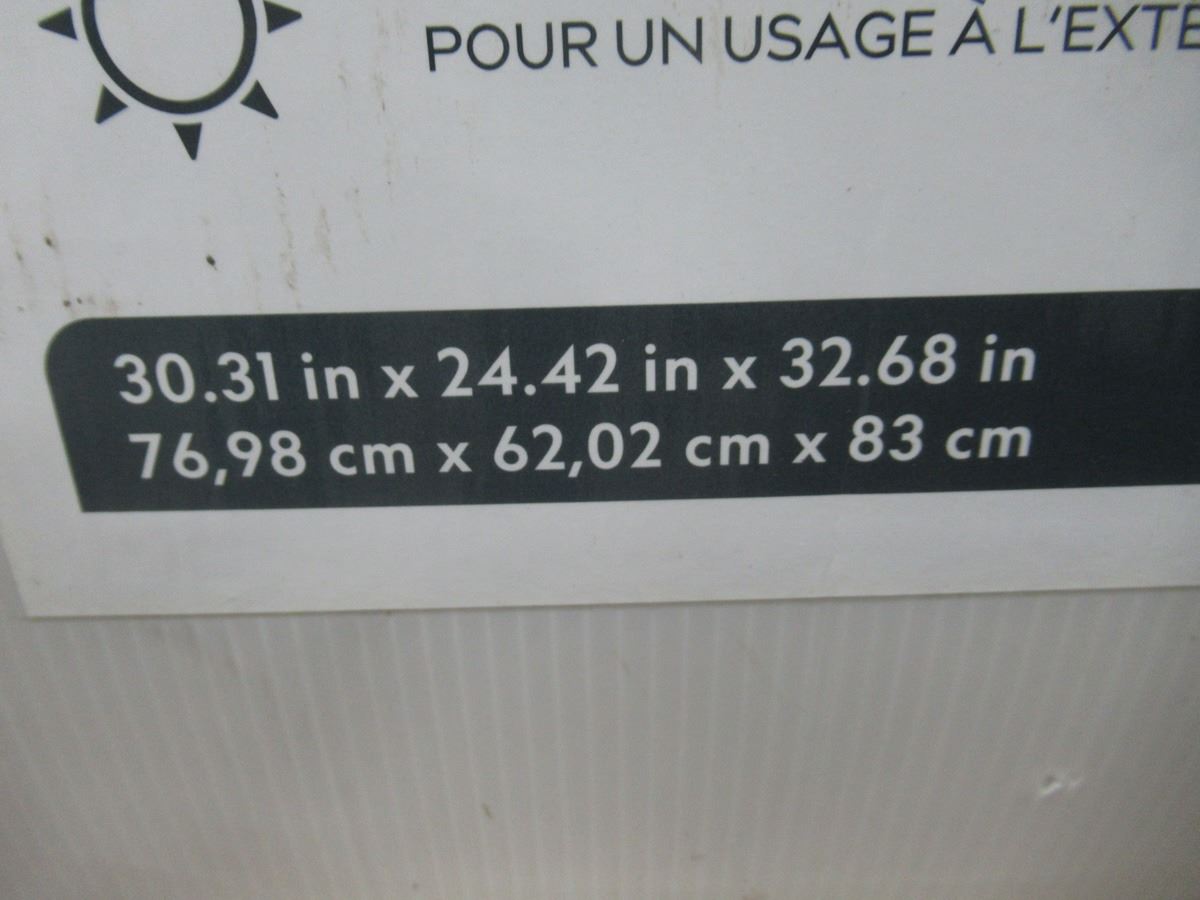 POUR UN USAGE À L'EXTE
30.31 in x 24.42 in x 32.68 in
76,98 cm x 62,02 cm x 83 cm